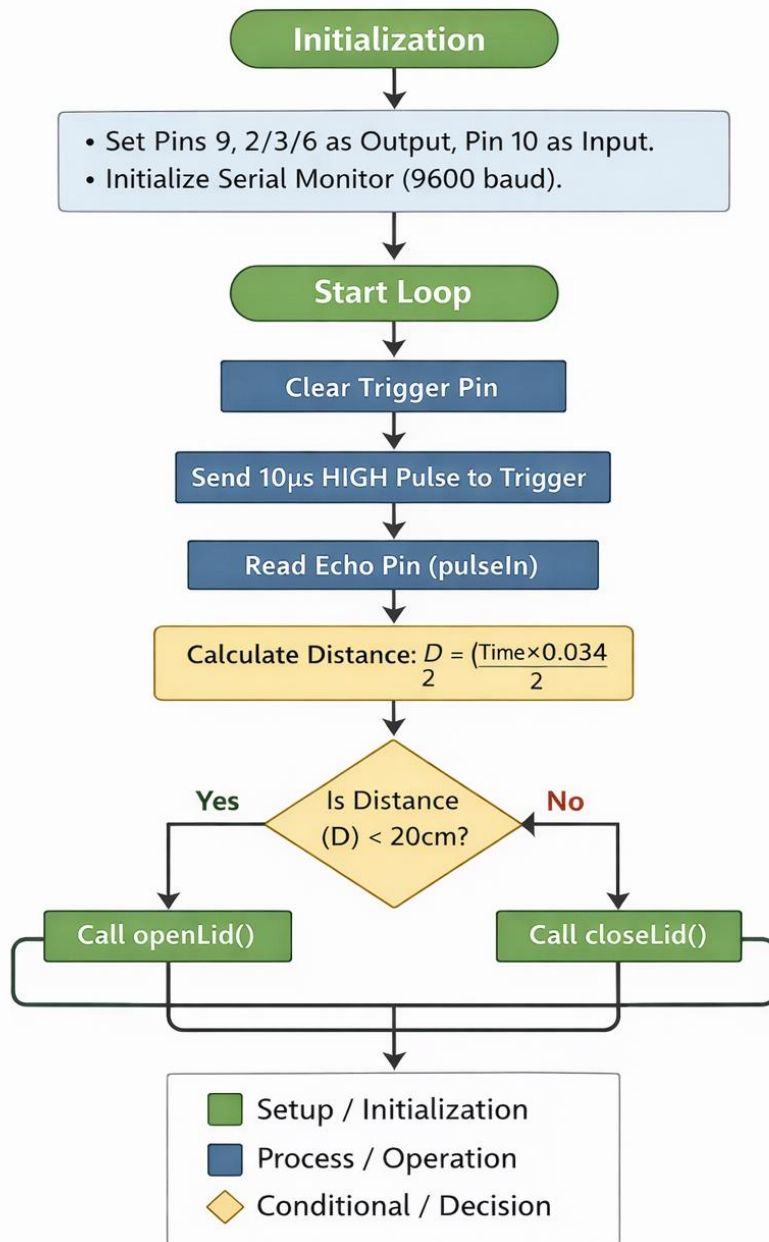 Initialization
• Set Pins 9, 2/3/6 as Output, Pin 10 as Input.
• Initialize Serial Monitor (9600 baud).
Start Loop
Clear Trigger Pin
Send 10μs HIGH Pulse to Trigger
Read Echo Pin (pulseIn)
Calculate Distance: D/2 = (Time×0.034/2
Is Distance
(D) < 20cm?
Yes
No
Call openLid()
Call closeLid()
Setup / Initialization
Process / Operation
Conditional / Decision